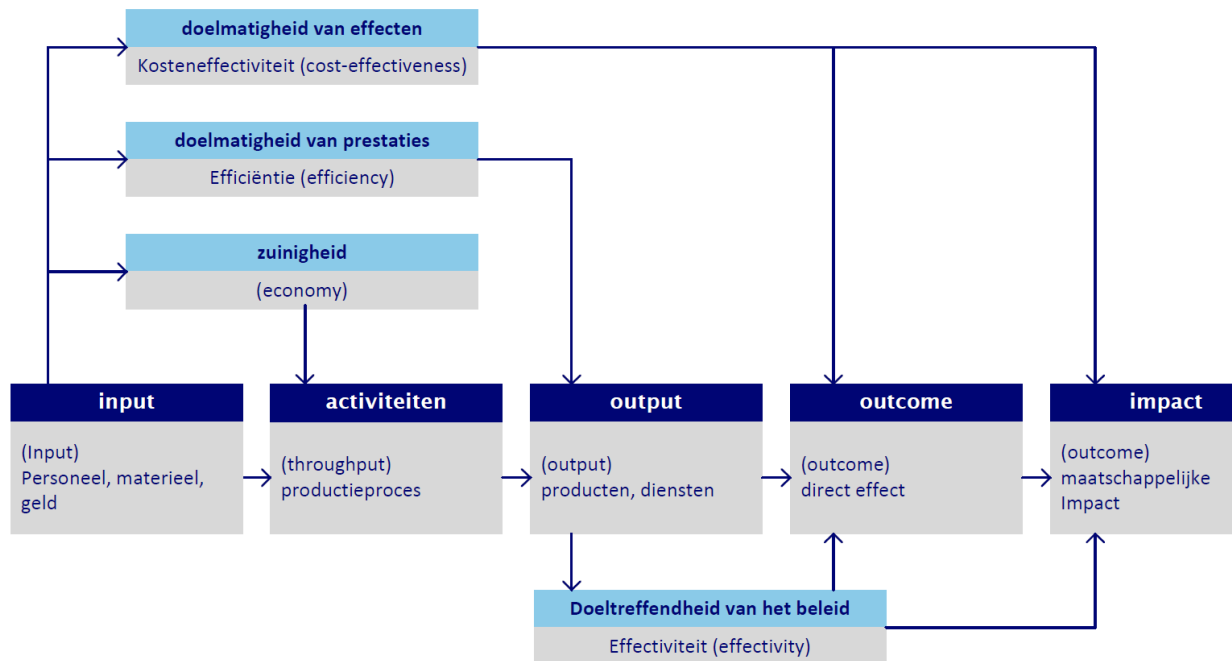 doelmatigheid van effecten
Kosteneffectiviteit (cost-effectiveness)
doelmatigheid van prestaties
Efficiëntie (efficiency)
zuinigheid
(economy)
input
(Input)
Personeel, materieel,
geld
activiteiten
(throughput)
productieproces
output
(output)
producten, diensten
outcome
(outcome)
direct effect
impact
(outcome)
maatschappelijke
Impact
Doeltreffendheid van het beleid
Effectiviteit (effectivity)